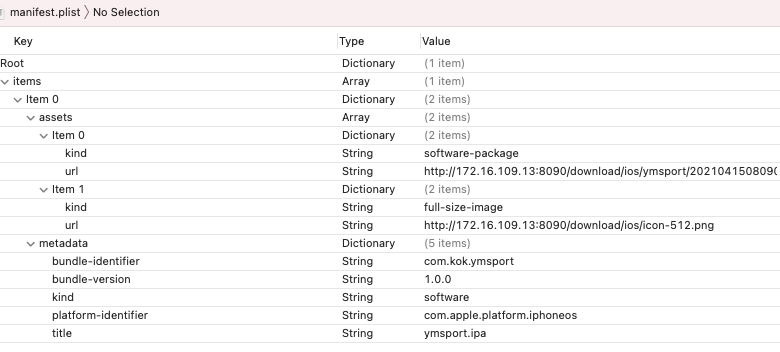 manifest.plist 〉 No Selection
Key Type Value
Root Dictionary (1 item)
items Array (1 item)
Item 0 Dictionary (2 items)
assets Array (2 items)
Item 0 Dictionary (2 items)
kind String software-package
url String http://172.16.109.13:8090/download/ios/ymsport/2021041508090
Item 1 Dictionary (2 items)
kind String full-size-image
url String http://172.16.109.13:8090/download/ios/icon-512.png
metadata Dictionary (5 items)
bundle-identifier String com.kok.ymsport
bundle-version String 1.0.0
kind String software
platform-identifier String com.apple.platform.iphoneos
title String ymsport.ipa